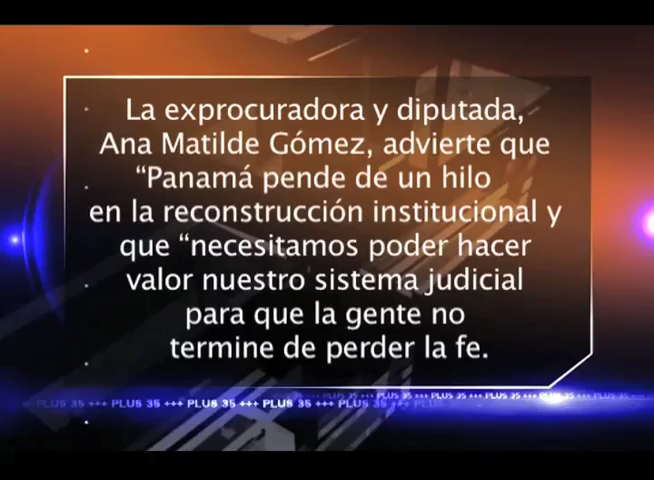 La exprocuradora y diputada,
Ana Matilde Gómez, advierte que
“Panamá pende de un hilo
en la reconstrucción institucional y
que “necesitamos poder hacer
valor nuestro sistema judicial
para que la gente no
termine de perder la fe.
PLUS 35 +++ PLUS 35 +++ PLUS 35 +++ PLUS 35 +++ PLUS 35 +++ PLUS